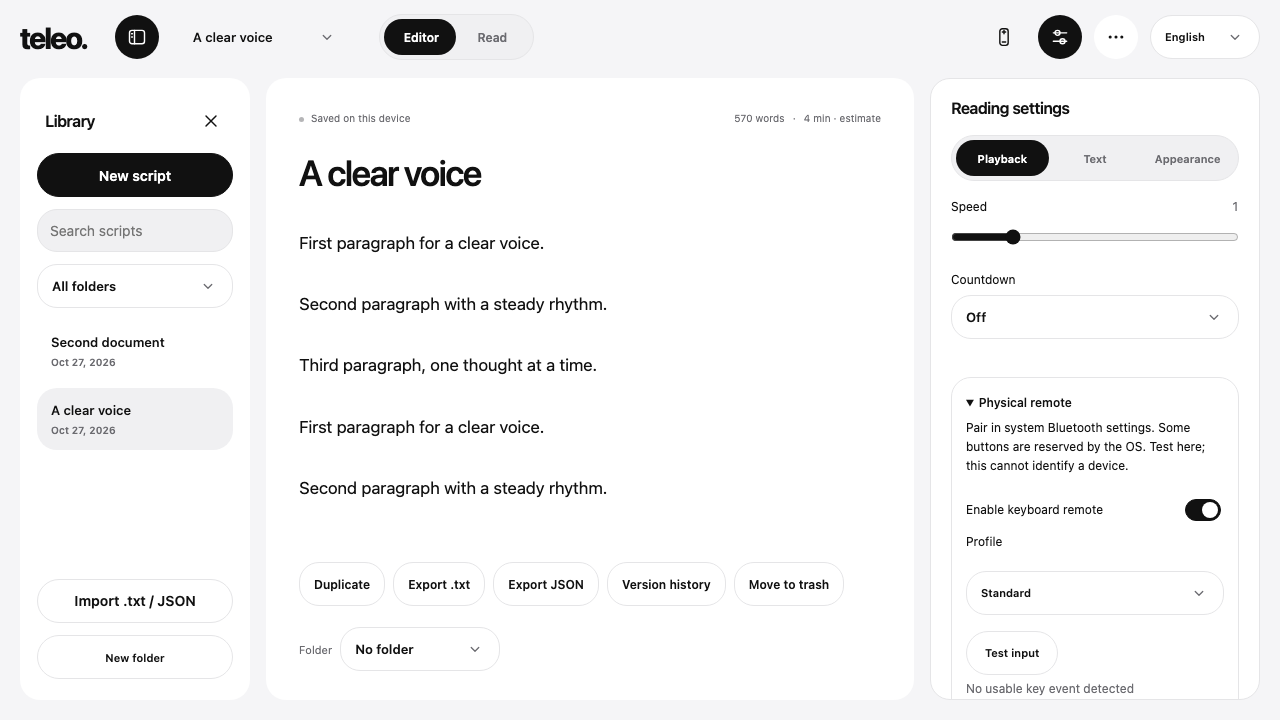 teleo.
A clear voice
Editor
Read
English
Library
New script
Search scripts
All folders
Second document
Oct 27, 2026
A clear voice
Oct 27, 2026
Import .txt / JSON
New folder
Saved on this device
570 words · 4 min · estimate
A clear voice
First paragraph for a clear voice.
Second paragraph with a steady rhythm.
Third paragraph, one thought at a time.
First paragraph for a clear voice.
Second paragraph with a steady rhythm.
Duplicate
Export .txt
Export JSON
Version history
Move to trash
Folder
No folder
Reading settings
Playback
Text
Appearance
Speed
1
Countdown
Off
Physical remote
Pair in system Bluetooth settings. Some
buttons are reserved by the OS. Test here;
this cannot identify a device.
Enable keyboard remote
Profile
Standard
Test input
No usable key event detected